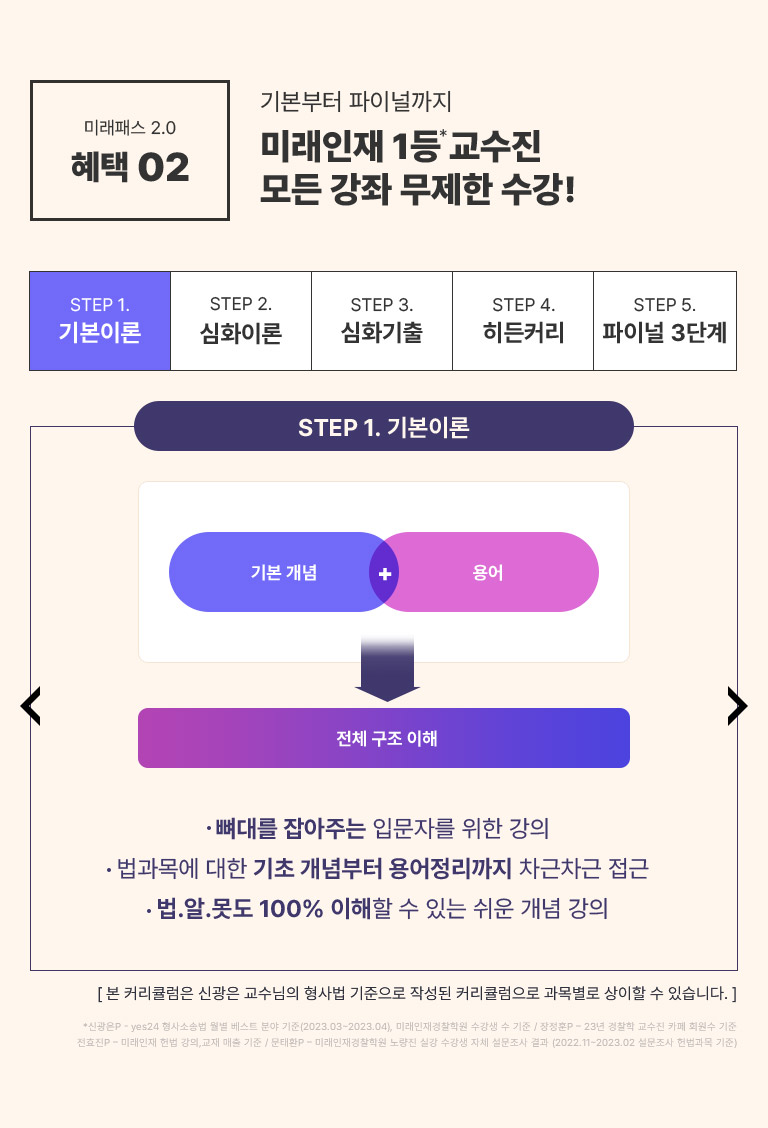 미래패스 2.0
혜택 02
기본부터 파이널까지
미래인재 1등* 교수진
모든 강좌 무제한 수강!
STEP 1.
기본이론
STEP 2.
심화이론
STEP 3.
심화기출
STEP 4.
히든커리
STEP 5.
파이널 3단계
STEP 1. 기본이론
기본 개념
+
용어
전체 구조 이해
· 뼈대를 잡아주는 입문자를 위한 강의
· 법과목에 대한 기초 개념부터 용어정리까지 차근차근 접근
· 법.알.못도 100% 이해할 수 있는 쉬운 개념 강의
[ 본 커리큘럼은 신광은 교수님의 형사법 기준으로 작성된 커리큘럼으로 과목별로 상이할 수 있습니다. ]
*신광은P - yes24 형사소송법 월별 베스트 분야 기준(2023.03~2023.04), 미래인재경찰학원 수강생 수 기준 / 장정훈P – 23년 경찰학 교수진 카페 회원수 기준
전효진P – 미래인재 헌법 강의,교재 매출 기준 / 문태환P – 미래인재경찰학원 노량진 실강 수강생 자체 설문조사 결과 (2022.11~2023.02 설문조사 헌법과목 기준)